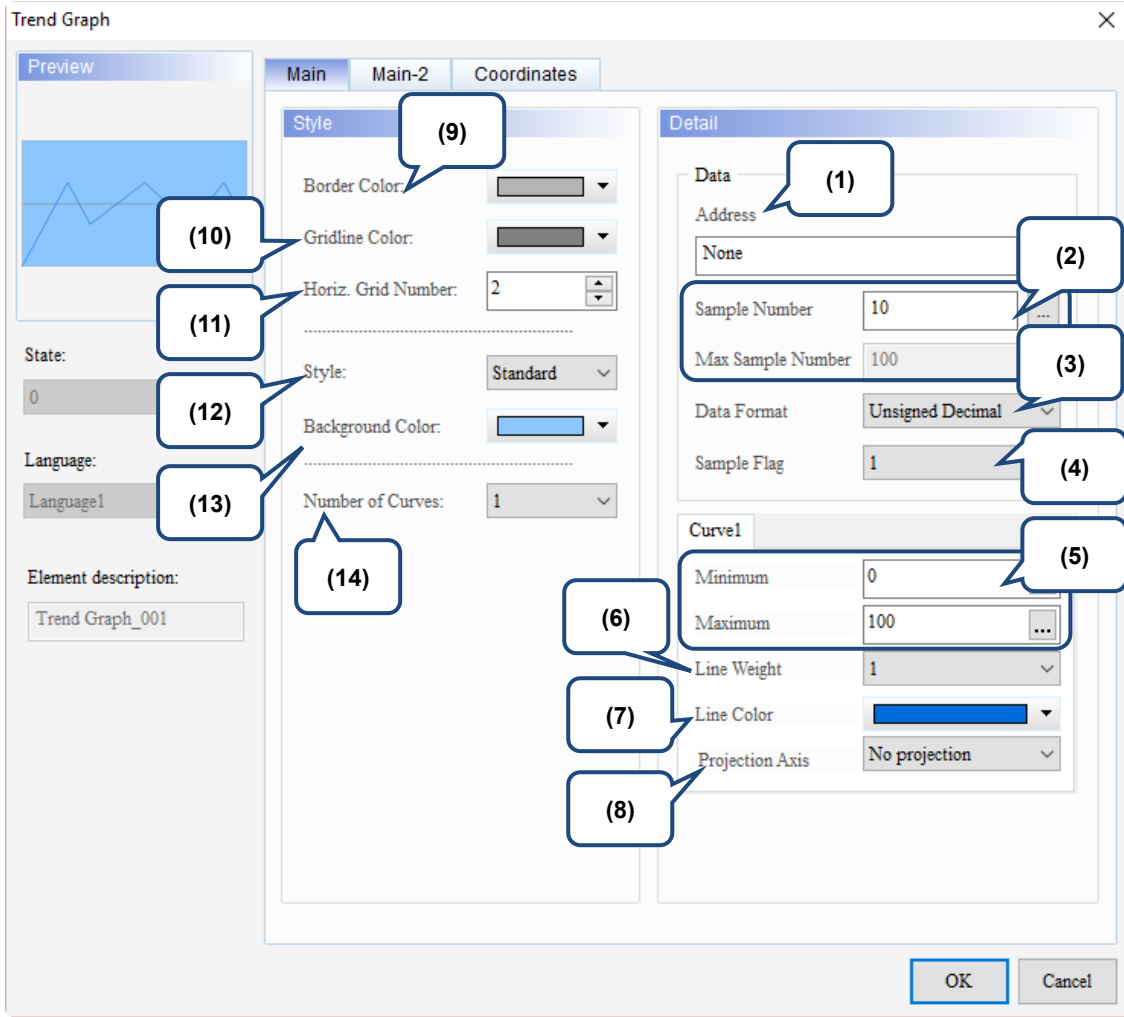 Trend Graph
Preview
State:
0
Language:
Language1
Element description:
Trend Graph_001
Main Main-2 Coordinates
Style
(9)
Border Color:
(10)
Gridline Color:
(11)
Horiz. Grid Number: 2
(12)
Style: Standard
(13)
Background Color:
Number of Curves: 1
(14)
Detail
Data
(1)
Address
None
(2)
Sample Number 10 ...
Max Sample Number 100
(3)
Data Format Unsigned Decimal
Sample Flag 1
(4)
Curve1
(5)
Minimum 0
Maximum 100 ...
(6)
Line Weight 1
(7)
Line Color
Projection Axis No projection
(8)
OK Cancel